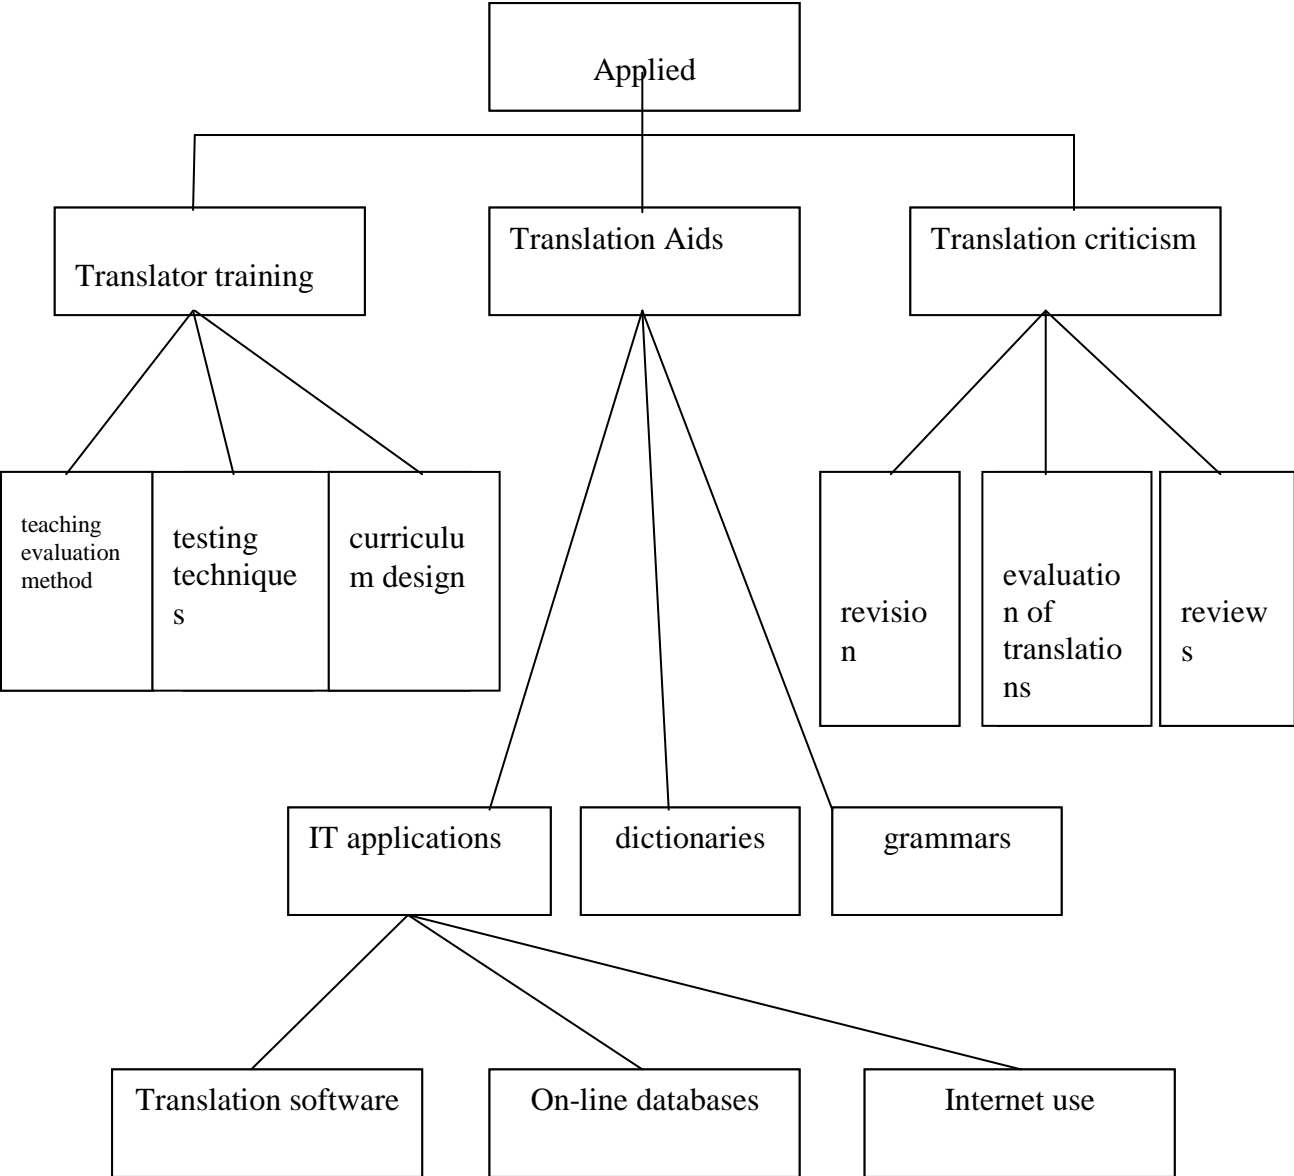 Applied
Translator training
Translation Aids
Translation criticism
teaching
evaluation
method
testing
technique
s
curriculu
m design
revisio
n
evaluatio
n of
translatio
ns
review
s
IT applications
dictionaries
grammars
Translation software
On-line databases
Internet use